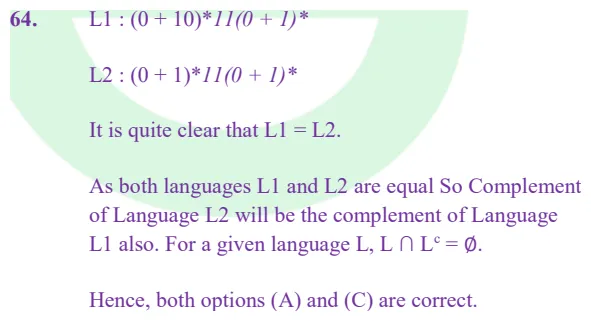 64. L1 : (0 + 10)*11(0 + 1)*
L2 : (0 + 1)*11(0 + 1)*
It is quite clear that L1 = L2.
As both languages L1 and L2 are equal So Complement
of Language L2 will be the complement of Language
L1 also. For a given language L, L ∩ Lᶜ = ∅.
Hence, both options (A) and (C) are correct.